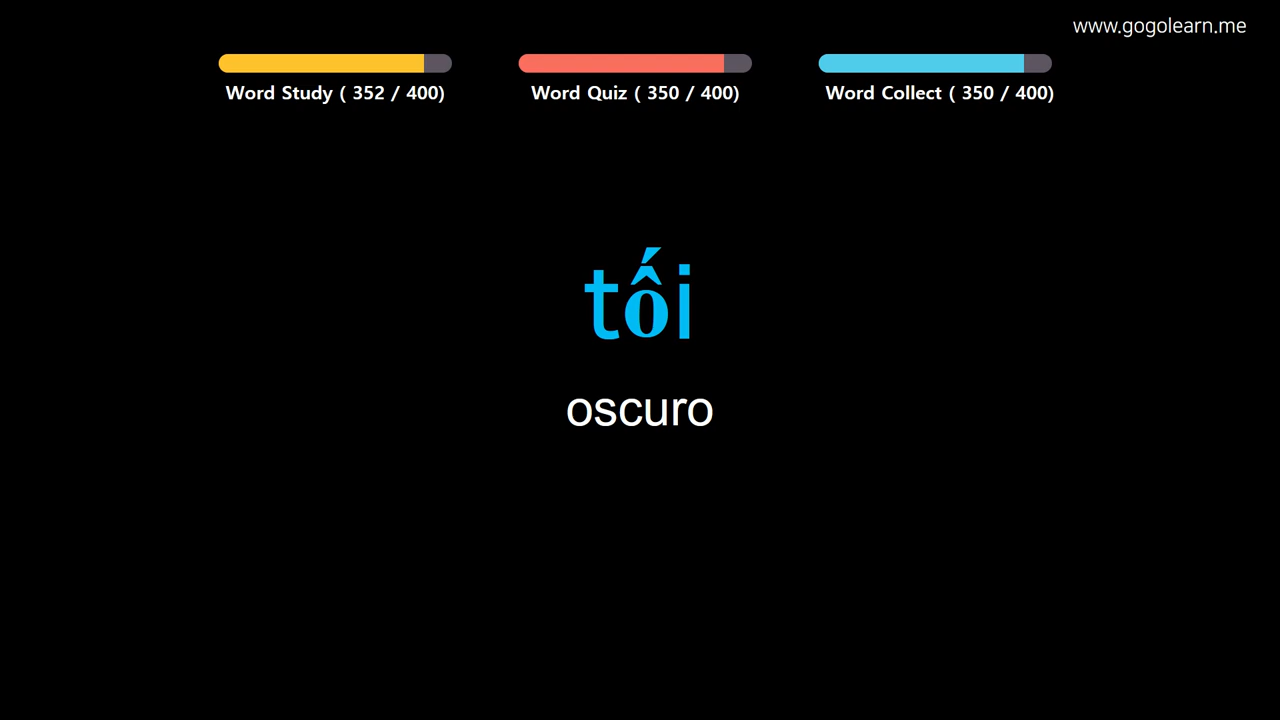 www.gogolearn.me
Word Study ( 352 / 400)
Word Quiz ( 350 / 400)
Word Collect ( 350 / 400)
tối
oscuro